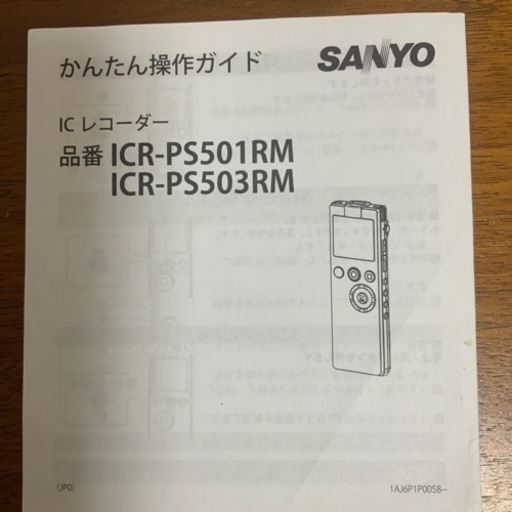 かんたん操作ガイド
SANYO
IC レコーダー
品番 ICR-PS501RM
ICR-PS503RM
(JP0)
1AJ6P1P0058--